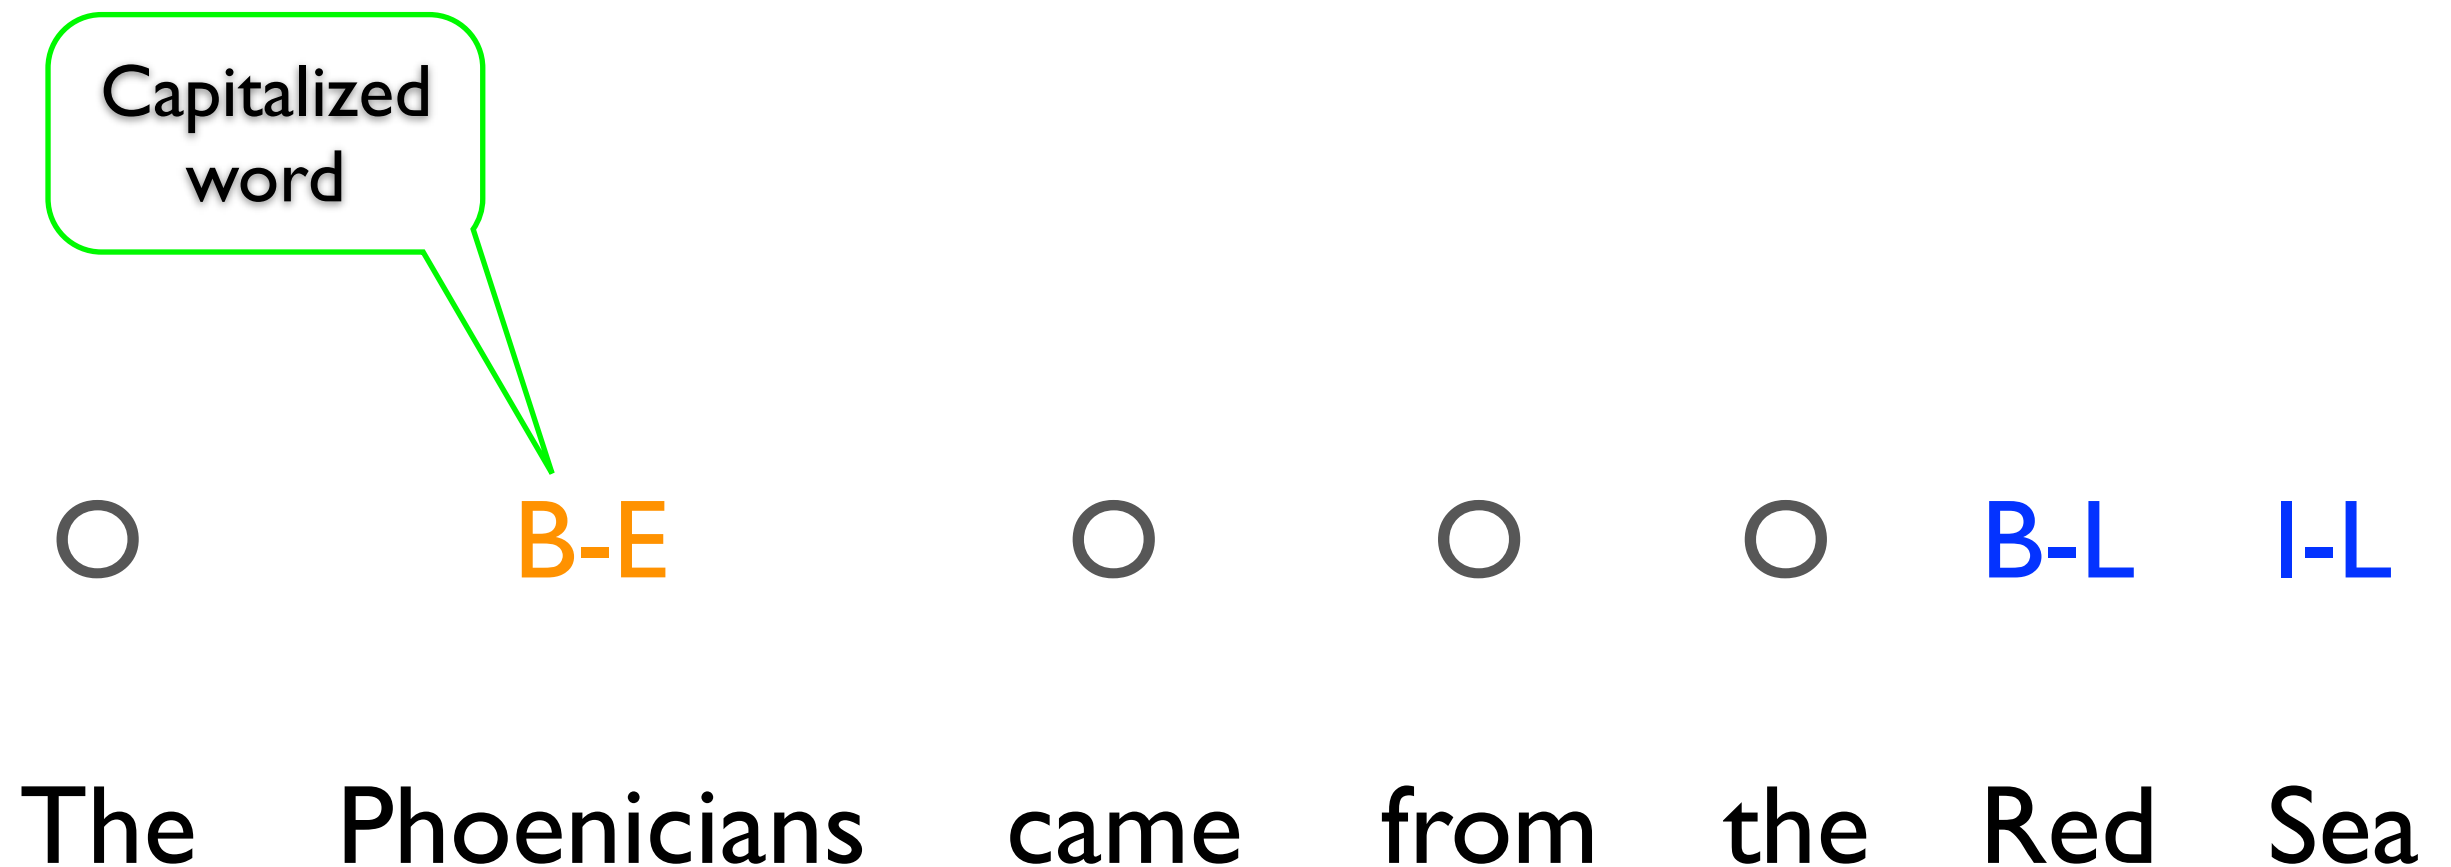 Capitalized
word
O B-E O O O B-L I-L
The Phoenicians came from the Red Sea